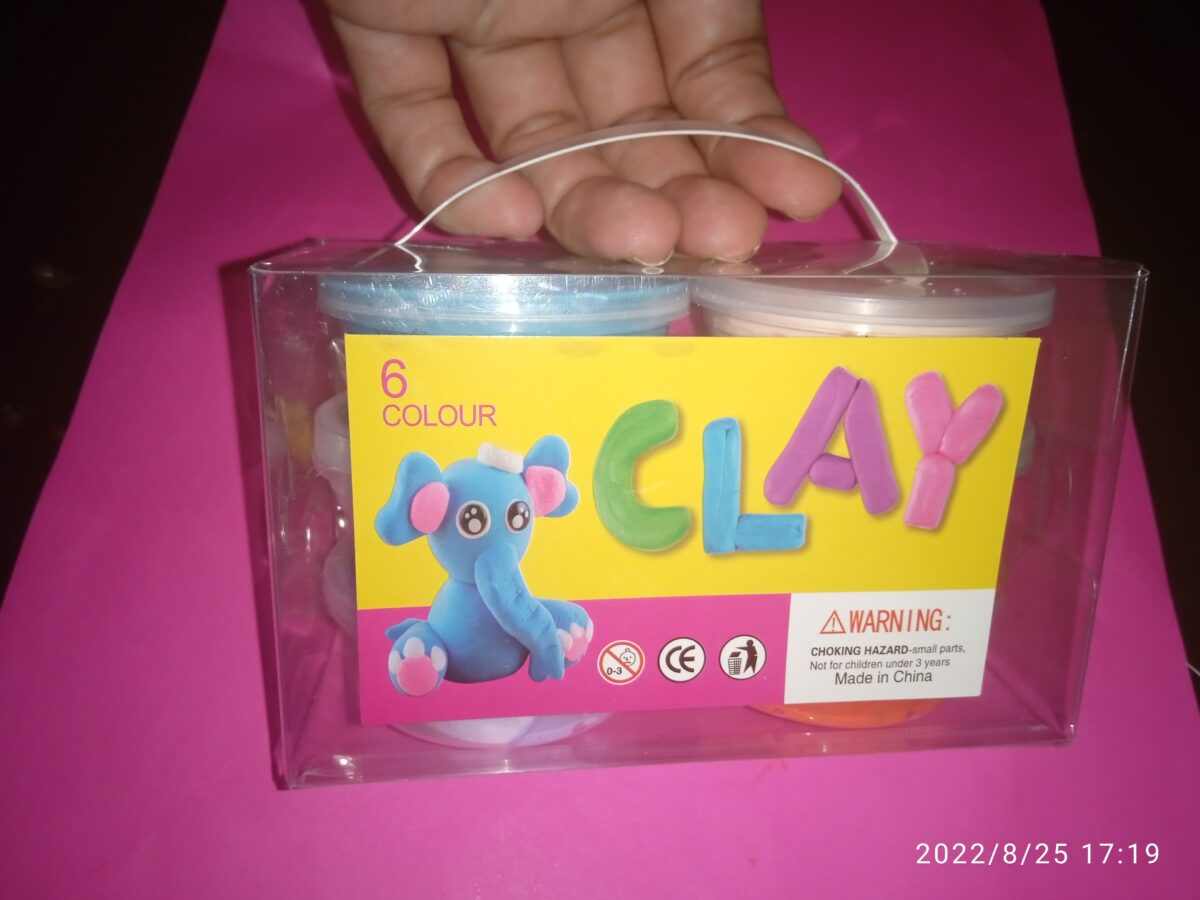 6
COLOUR
CLAY
0-3
CE
⚠WARNING:
CHOKING HAZARD-small parts,
Not for children under 3 years
Made in China
2022/8/25 17:19